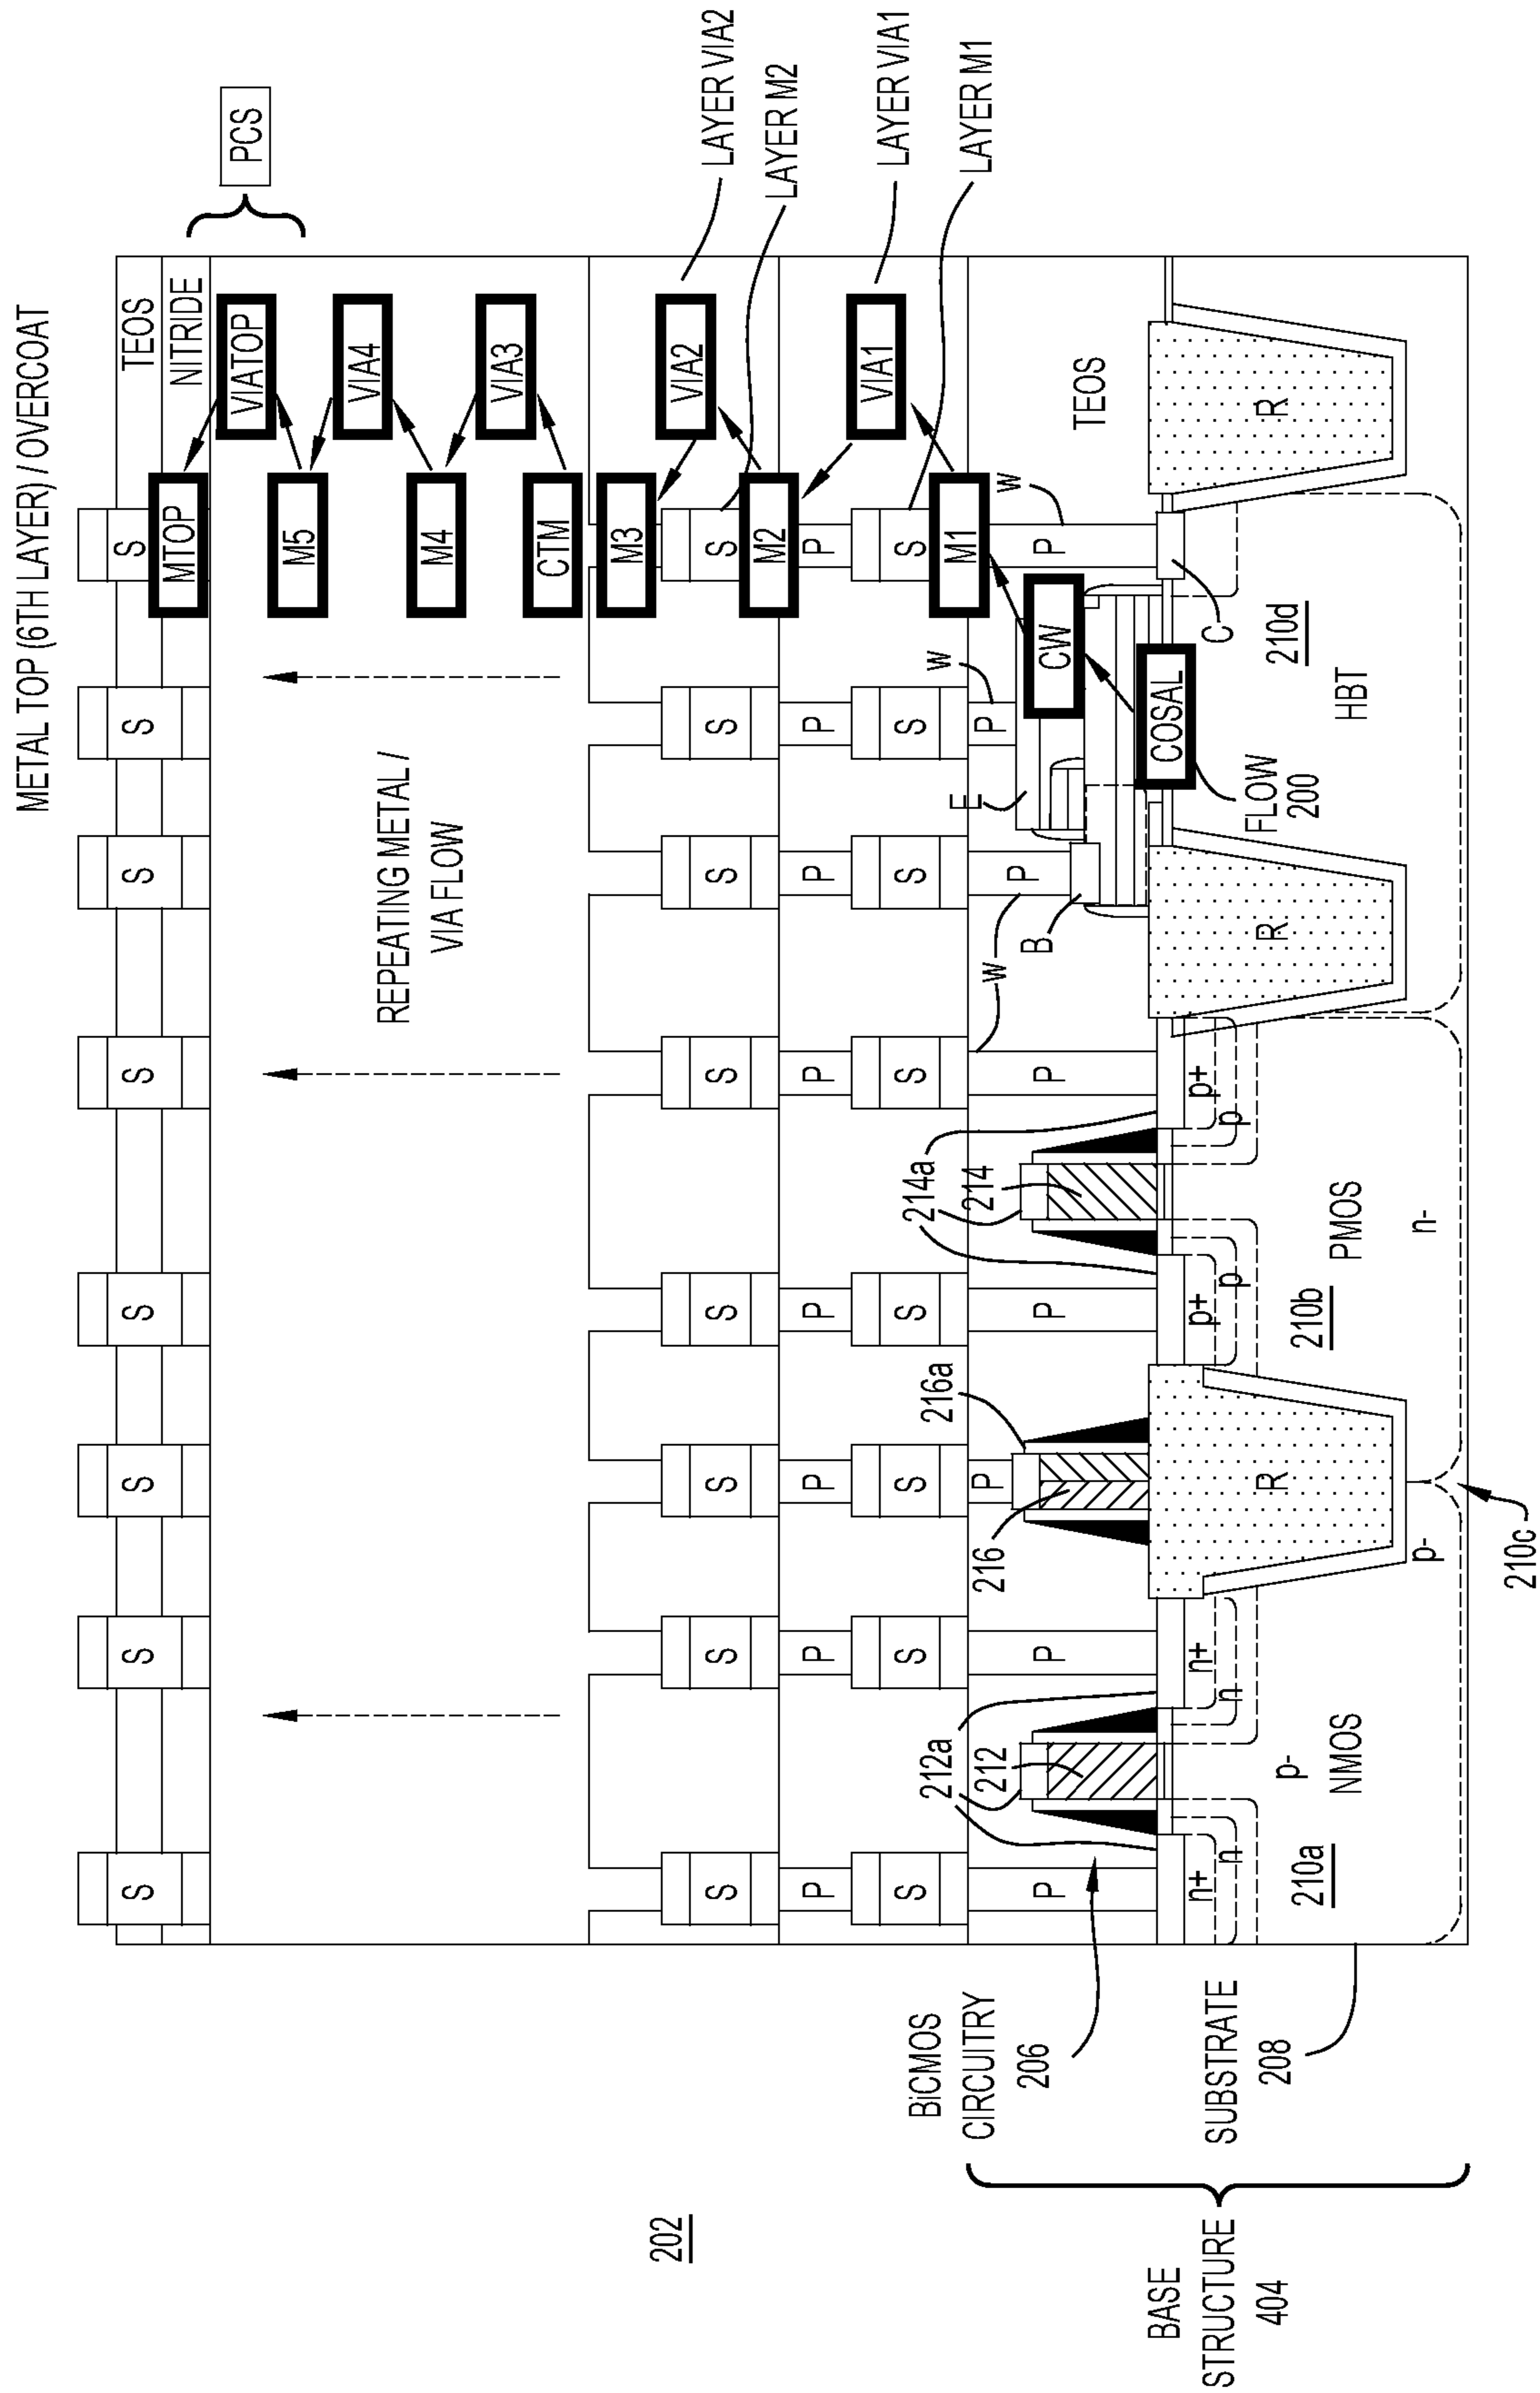 METAL TOP (6TH LAYER) / OVERCOAT
TEOS
NITRIDE
PCS
S
S
S
S
S
S
S
S
MTOP
VIATOP
M5
VIA4
M4
VIA3
CTM
REPEATING METAL /
VIA FLOW
M3
VIA2
LAYER VIA2
LAYER M2
S
S
S
S
S
S
S
S
M2
P
P
P
P
P
P
P
P
VIA1
LAYER VIA1
LAYER M1
S
S
S
S
S
S
S
S
M1
202
BiCMOS
CIRCUITRY
206
212a
212
216
216a
214a
214
W
B
E
W
W
TEOS
P
P
P
P
P
P
P
P
CW
COSAL
FLOW
200
C
BASE
STRUCTURE
404
SUBSTRATE
208
n+
n
n+
n
p+
p
p+
p
R
R
R
210a
p-
NMOS
210b
PMOS
HBT
210d
p-
n-
210c